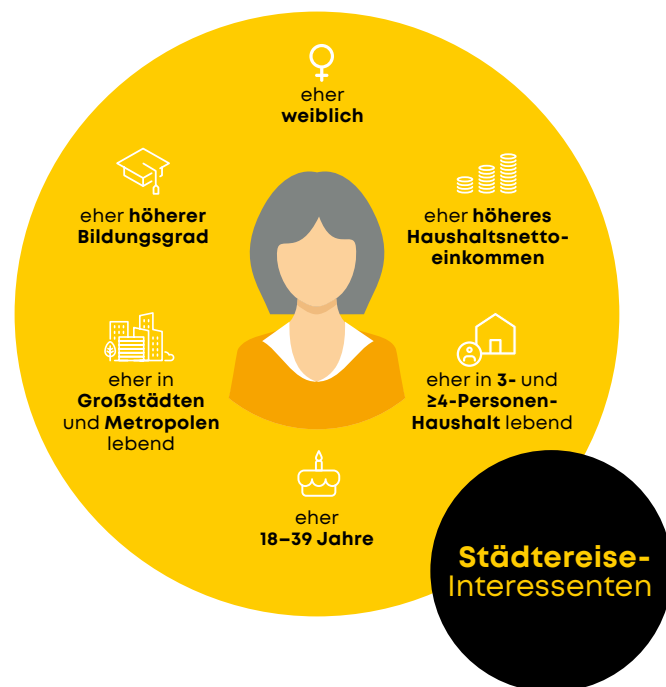 eher
weiblich
eher höherer
Bildungsgrad
eher höheres
Haushaltsnetto-
einkommen
eher in
Großstädten
und Metropolen
lebend
eher in 3- und
≥4-Personen-
Haushalt lebend
eher
18–39 Jahre
Städtereise-
Interessenten